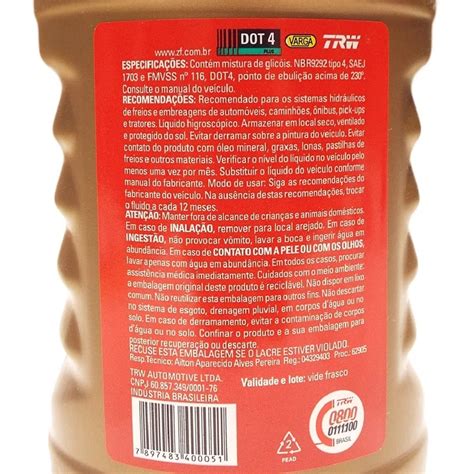 www.zf.com.br DOT 4 PLUS VARGA TRW
ESPECIFICAÇÕES: Contém mistura de glicóis. NBR9292 tipo 4, SAEJ
1703 e FMVSS nº 116, DOT4, ponto de ebulição acima de 230°.
Consulte o manual do veículo.
RECOMENDAÇÕES: Recomendado para os sistemas hidráulicos
de freios e embreagens de automóveis, caminhões, ônibus, pick-ups
e tratores. Líquido higroscópico. Armazenar em local seco, ventilado
e protegido do sol. Evitar derramar sobre a pintura do veículo. Evitar
contato do produto com óleo mineral, graxas, lonas, pastilhas de
freios e outros materiais. Verificar o nível do líquido no veículo pelo
menos uma vez por mês. Substituir o líquido do veículo conforme
manual do fabricante. Modo de usar: Siga as recomendações do
fabricante do veículo. Na ausência destas recomendações, trocar
o fluido a cada 12 meses.
ATENÇÃO: Manter fora de alcance de crianças e animais domésticos.
Em caso de INALAÇÃO, remover para local arejado. Em caso de
INGESTÃO, não provocar vômito, lavar a boca e ingerir água em
abundância. Em caso de CONTATO COM A PELE OU COM OS OLHOS,
lavar apenas com água em abundância. Em todos os casos, procurar
assistência médica imediatamente. Cuidados com o meio ambiente:
a embalagem original deste produto é reciclável. Não dispor em lixo
comum. Não reutilizar esta embalagem para outros fins. Não descartar
no sistema de esgoto, drenagem pluvial, em corpos d'água ou no
solo. Em caso de derramamento, evitar a contaminação de corpos
d'água ou no solo. Confinar o produto e a sua embalagem para
posterior recuperação ou descarte.
RECUSE ESTA EMBALAGEM SE O LACRE ESTIVER VIOLADO.
Resp.Técnico: Ailton Aparecido Alves Pereira Reg.: 04329403 Proc.: 62905
TRW AUTOMOTIVE LTDA.
CNPJ 60.857.349/0001-76
INDÚSTRIA BRASILEIRA
Validade e lote: vide frasco
7 897483 400051
2
PEAD
TRW
0800
0111100
BRASIL